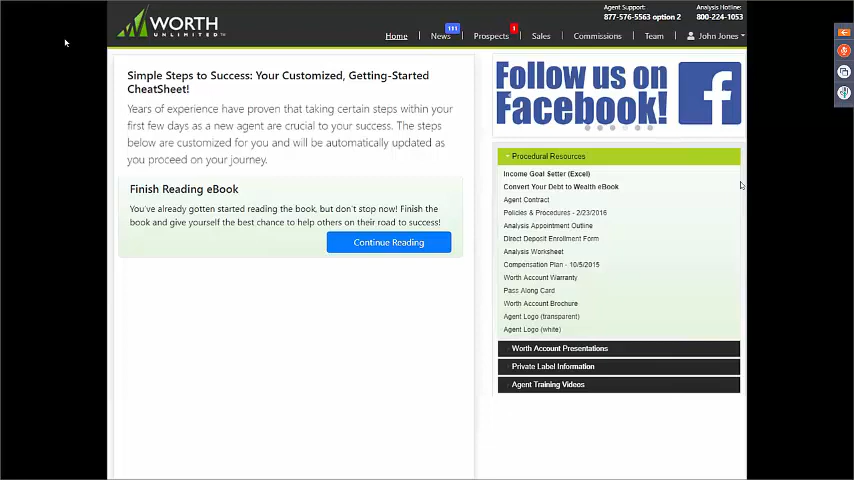 WORTH
UNLIMITED
Agent Support:
877-576-5563 option 2
Analysis Hotline:
800-224-1053
Home
News
111
Prospects
1
Sales
Commissions
Team
John Jones
Simple Steps to Success: Your Customized, Getting-Started
CheatSheet!
Years of experience have proven that taking certain steps within your
first few days as a new agent are crucial to your success. The steps
below are customized for you and will be automatically updated as
you proceed on your journey.
Finish Reading eBook
You've already gotten started reading the book, but don't stop now! Finish the
book and give yourself the best chance to help others on their road to success!
Continue Reading
Follow us on
Facebook!
f
Procedural Resources
Income Goal Setter (Excel)
Convert Your Debt to Wealth eBook
Agent Contract
Policies & Procedures - 2/23/2016
Analysis Appointment Outline
Direct Deposit Enrollment Form
Analysis Worksheet
Compensation Plan - 10/5/2015
Worth Account Warranty
Pass Along Card
Worth Account Brochure
Agent Logo (transparent)
Agent Logo (white)
Worth Account Presentations
Private Label Information
Agent Training Videos